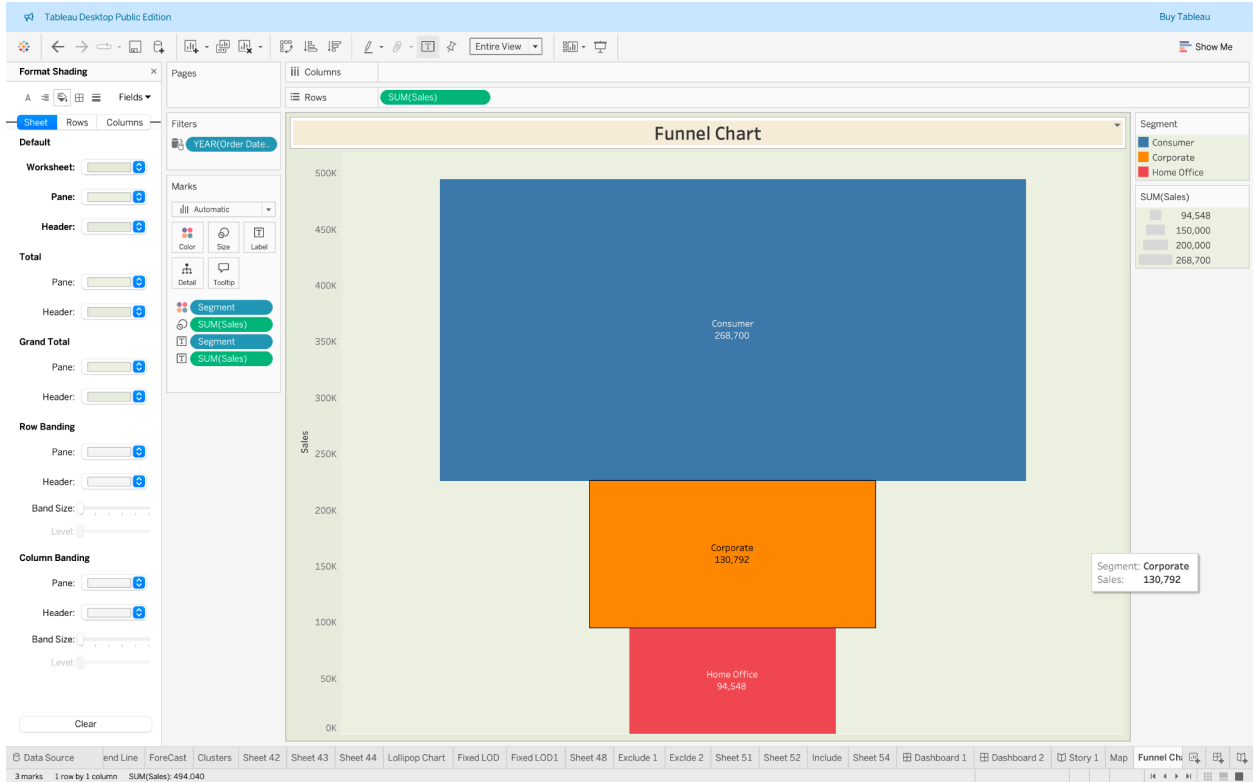 Tableau Desktop Public Edition
Buy Tableau
Entire View
Show Me
Format Shading
Fields
Sheet Rows Columns
Default
Worksheet:
Pane:
Header:
Total
Pane:
Header:
Grand Total
Pane:
Header:
Row Banding
Pane:
Header:
Band Size:
Level:
Column Banding
Pane:
Header:
Band Size:
Level:
Clear
Pages
Filters
YEAR(Order Date..
Marks
Automatic
Color Size Label
Detail Tooltip
Segment
SUM(Sales)
Segment
SUM(Sales)
Columns
Rows SUM(Sales)
Funnel Chart
Sales
500K
450K
400K
350K
300K
250K
200K
150K
100K
50K
0K
Consumer
268,700
Corporate
130,792
Home Office
94,548
Segment: Corporate
Sales: 130,792
Segment
Consumer
Corporate
Home Office
SUM(Sales)
94,548
150,000
200,000
268,700
Data Source end Line ForeCast Clusters Sheet 42 Sheet 43 Sheet 44 Lollipop Chart Fixed LOD Fixed LOD1 Sheet 48 Exclude 1 Exclde 2 Sheet 51 Sheet 52 Include Sheet 54 Dashboard 1 Dashboard 2 Story 1 Map Funnel Ch
3 marks 1 row by 1 column SUM(Sales): 494,040